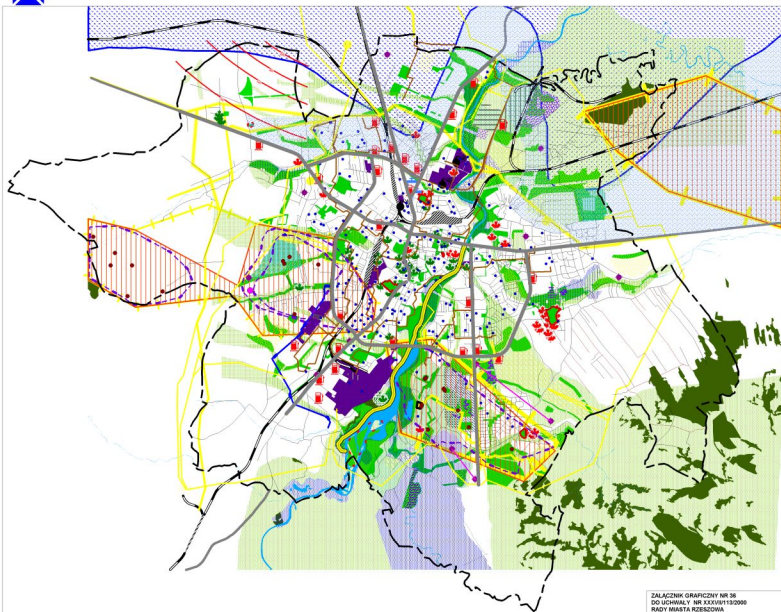 ZAŁĄCZNIK GRAFICZNY NR 36
DO UCHWAŁY NR XXXVII/113/2000
RADY MIASTA RZESZOWA